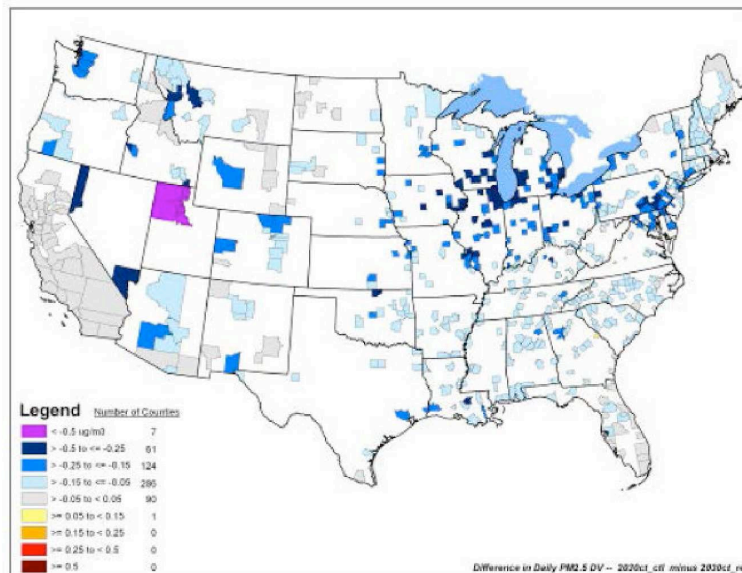 Legend Number of Counties
< -0.5 ug/m3 7
> -0.5 to <= -0.25 61
> -0.25 to <= -0.15 124
> -0.15 to <= -0.05 286
> -0.05 to < 0.05 90
>= 0.05 to < 0.15 1
>= 0.15 to < 0.25 0
>= 0.25 to < 0.5 0
>= 0.5 0
Difference in Daily PM2.5 DV -- 2030ct_ctl minus